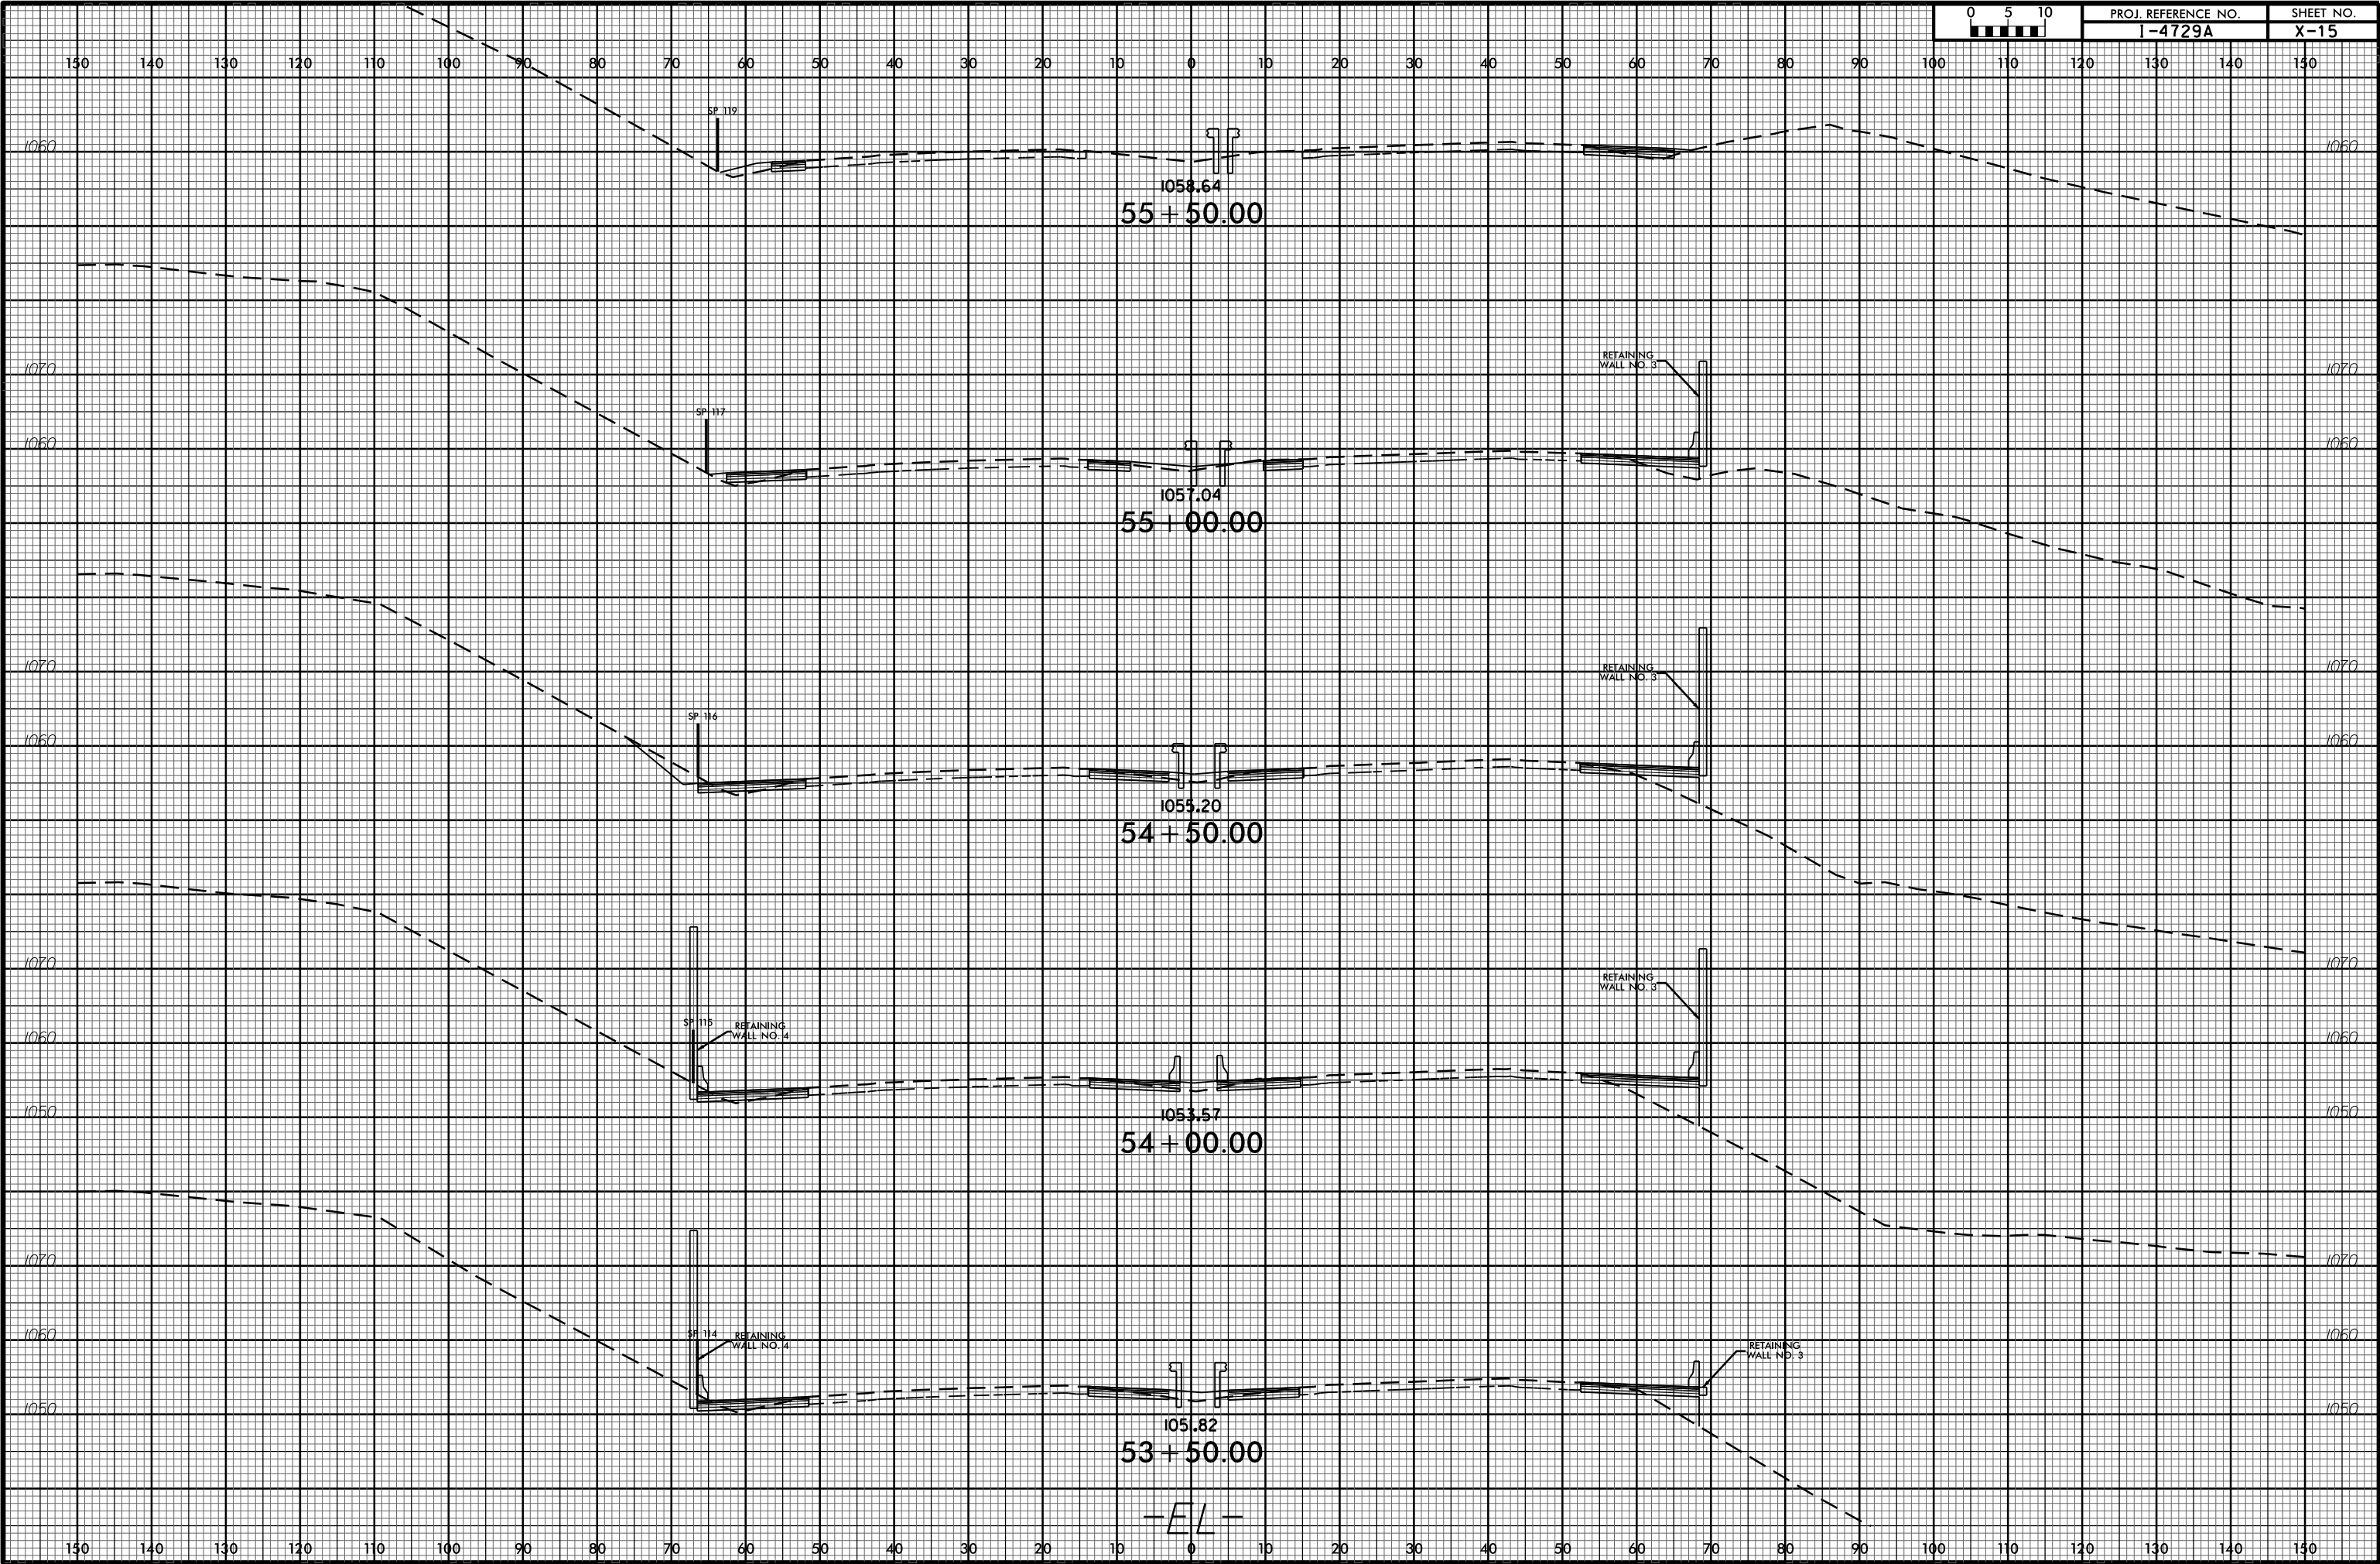 0 5 10
PROJ. REFERENCE NO.
SHEET NO.
I-4729A
X-15
150 140 130 120 110 100 90 80 70 60 50 40 30 20 10 0 10 20 30 40 50 60 70 80 90 100 110 120 130 140 150
SP 119
1060 1060
1058.64
55+50.00
RETAINING
WALL NO. 3
1070 1070
SP 117
1060 1060
1057.04
55+00.00
RETAINING
WALL NO. 3
1070 1070
SP 116
1060 1060
1055.20
54+50.00
1070 1070
RETAINING
WALL NO. 3
SP 115
RETAINING
WALL NO. 4
1060 1060
1050 1050
1053.57
54+00.00
1070 1070
SP 114
RETAINING
WALL NO. 4
1060 1060
RETAINING
WALL NO. 3
1050 1050
1051.82
53+50.00
-EL-
150 140 130 120 110 100 90 80 70 60 50 40 30 20 10 0 10 20 30 40 50 60 70 80 90 100 110 120 130 140 150